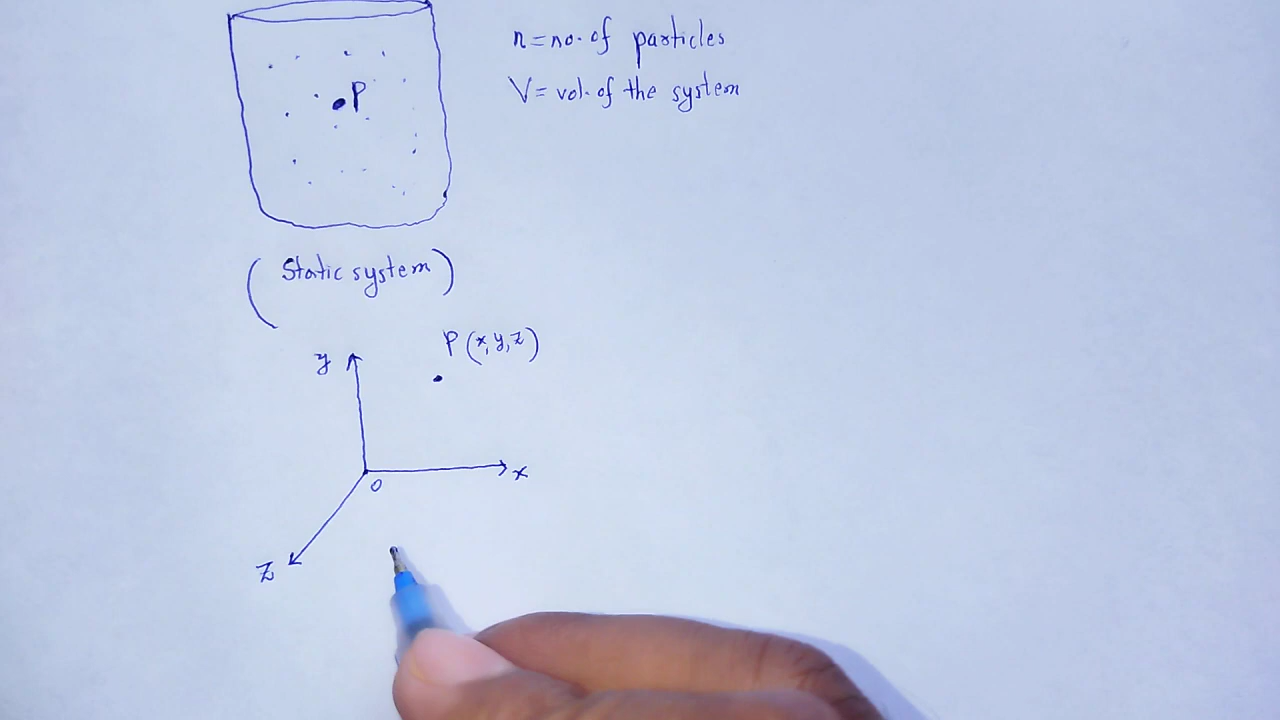 P
n=no. of particles
V= vol. of the system
(Static system)
P(x,y,z)
y
x
O
Z